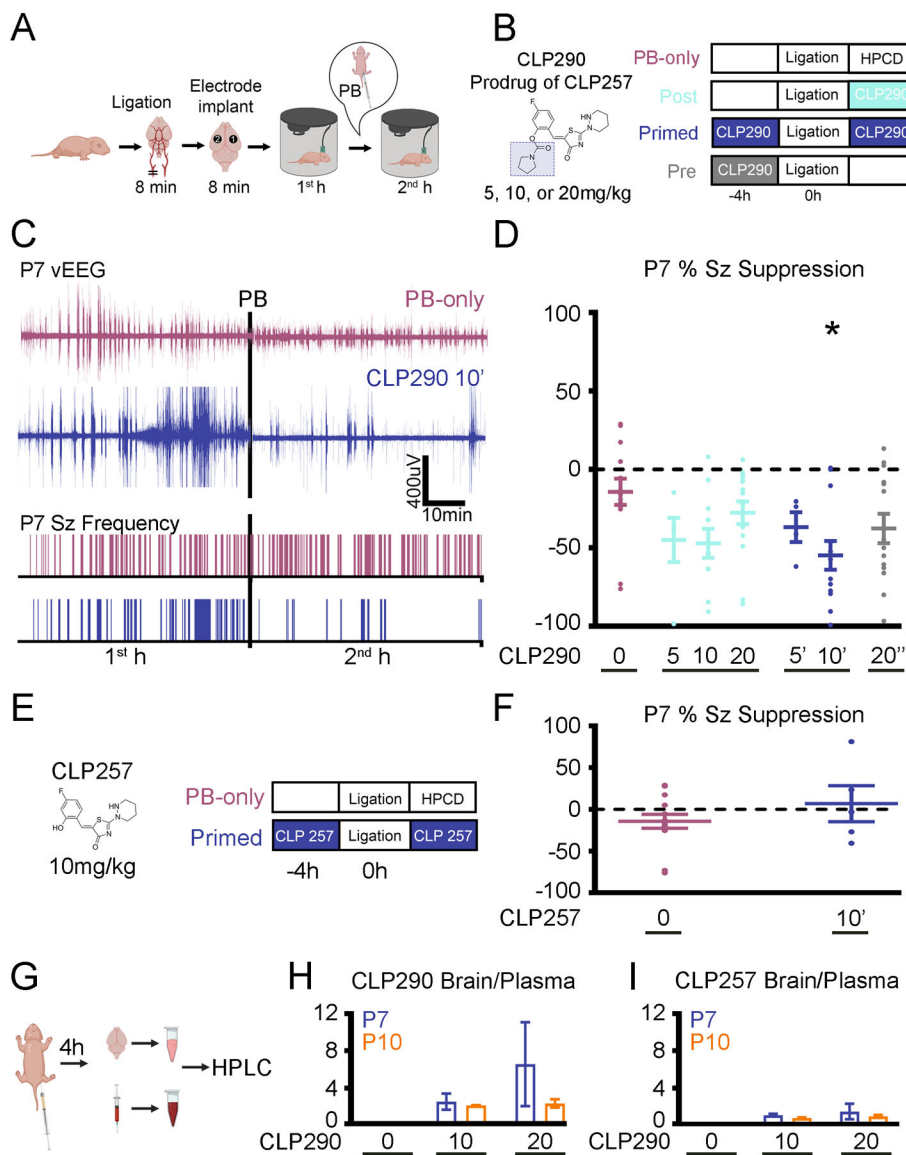 A
Ligation
8 min
Electrode
implant
2 1
8 min
PB
1st h
2nd h
B
CLP290
Prodrug of CLP257
F
S
HN
N
N
O
O
O
N
5, 10, or 20mg/kg
PB-only
Ligation
HPCD
Post
Ligation
CLP290
Primed
CLP290
Ligation
CLP290
Pre
CLP290
Ligation
-4h
0h
C
P7 vEEG
PB
PB-only
CLP290 10'
400uV
10min
P7 Sz Frequency
1st h
2nd h
D
P7 % Sz Suppression
100
50
0
-50
-100
*
CLP290 0 5 10 20 5' 10' 20"
E
CLP257
F
S
HN
N
N
HO
O
10mg/kg
PB-only
Ligation
HPCD
Primed
CLP 257
Ligation
CLP 257
-4h
0h
F
P7 % Sz Suppression
100
50
0
-50
-100
CLP257 0 10'
G
4h
HPLC
H
CLP290 Brain/Plasma
12
8
4
0
P7
P10
CLP290 0 10 20
I
CLP257 Brain/Plasma
12
8
4
0
P7
P10
CLP290 0 10 20